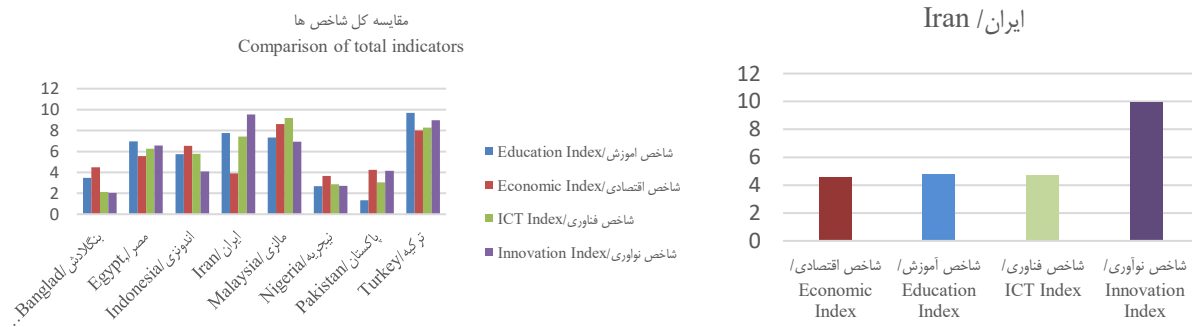 مقایسه کل شاخص ها
Comparison of total indicators
12
10
8
6
4
2
0
بنگلادش/Banglad...
مصر/Egypt,
اندونزی/Indonesia
ایران/Iran
مالزی/Malaysia
نیجریه/Nigeria
پاکستان/Pakistan
ترکیه/Turkey
شاخص اموزش/Education Index
شاخص اقتصادی/Economic Index
شاخص فناوری/ICT Index
شاخص نواوری/Innovation Index
ایران/ Iran
12
10
8
6
4
2
0
شاخص اقتصادی/
Economic
Index
شاخص آموزش/
Education
Index
شاخص فناوری/
ICT Index
شاخص نوآوری/
Innovation
Index